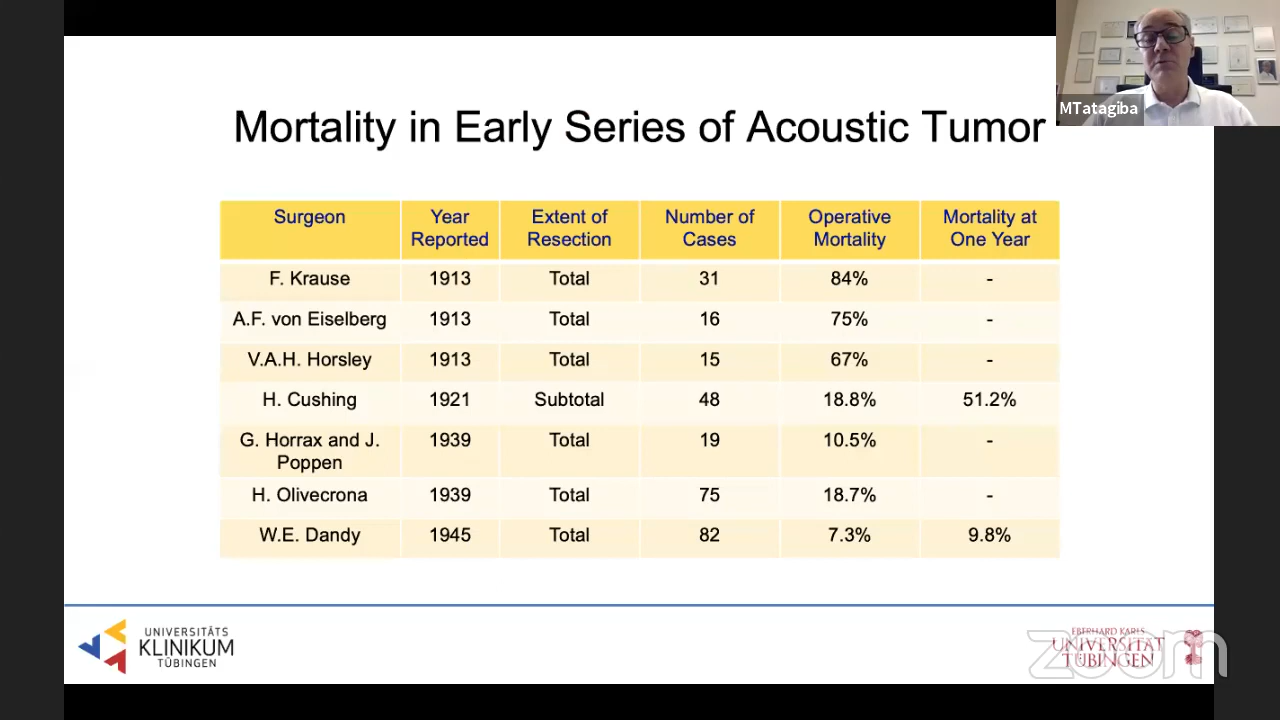 MTatagiba
Mortality in Early Series of Acoustic Tumor
Surgeon Year Reported Extent of Resection Number of Cases Operative Mortality Mortality at One Year
F. Krause 1913 Total 31 84% -
A.F. von Eiselberg 1913 Total 16 75% -
V.A.H. Horsley 1913 Total 15 67% -
H. Cushing 1921 Subtotal 48 18.8% 51.2%
G. Horrax and J. Poppen 1939 Total 19 10.5% -
H. Olivecrona 1939 Total 75 18.7% -
W.E. Dandy 1945 Total 82 7.3% 9.8%
UNIVERSITÄTS
KLINIKUM
TÜBINGEN
EBERHARD KARLS
UNIVERSITÄT
TÜBINGEN
zoom